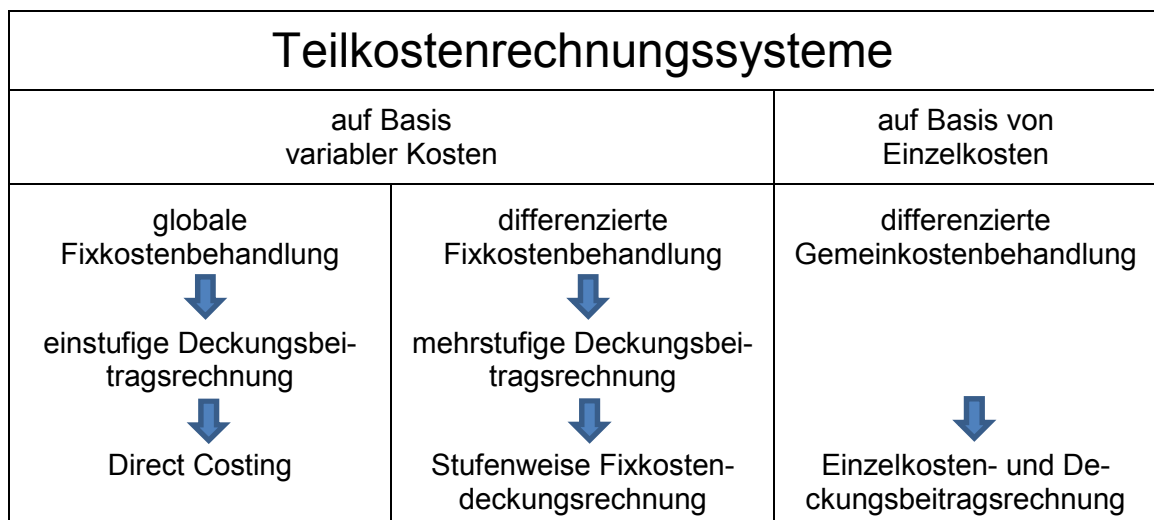 Teilkostenrechnungssysteme
auf Basis
variabler Kosten
auf Basis von
Einzelkosten
globale
Fixkostenbehandlung
einstufige Deckungsbei-
tragsrechnung
Direct Costing
differenzierte
Fixkostenbehandlung
mehrstufige Deckungsbei-
tragsrechnung
Stufenweise Fixkosten-
deckungsrechnung
differenzierte
Gemeinkostenbehandlung
Einzelkosten- und De-
ckungsbeitragsrechnung